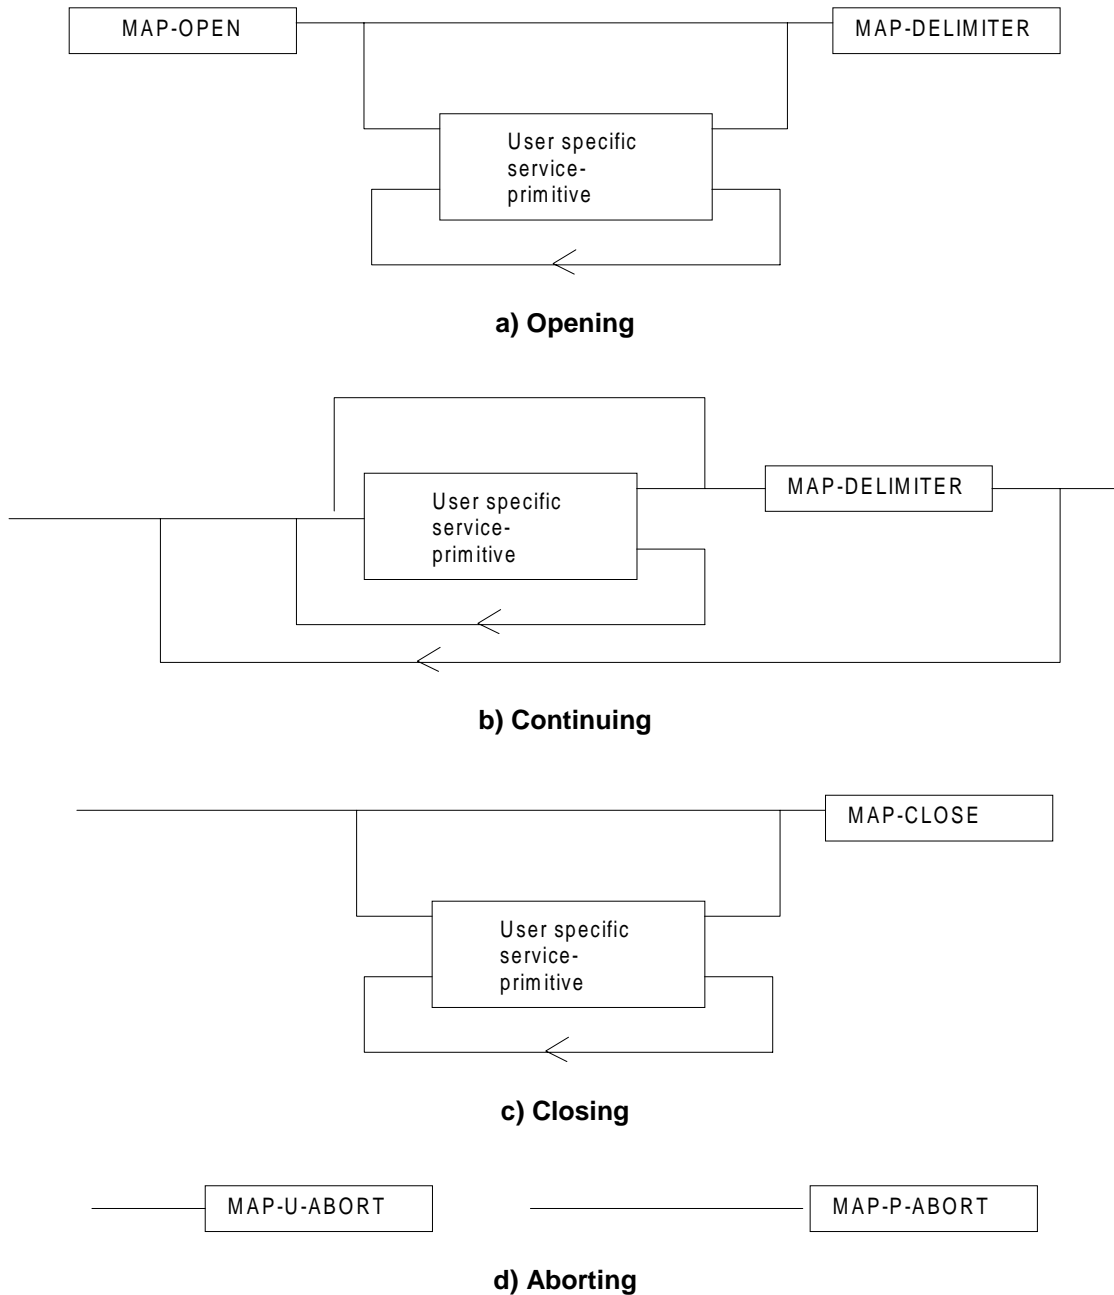 MAP-OPEN
MAP-DELIMITER
User specific
service-
primitive
a) Opening
User specific
service-
primitive
MAP-DELIMITER
b) Continuing
MAP-CLOSE
User specific
service-
primitive
c) Closing
MAP-U-ABORT
MAP-P-ABORT
d) Aborting